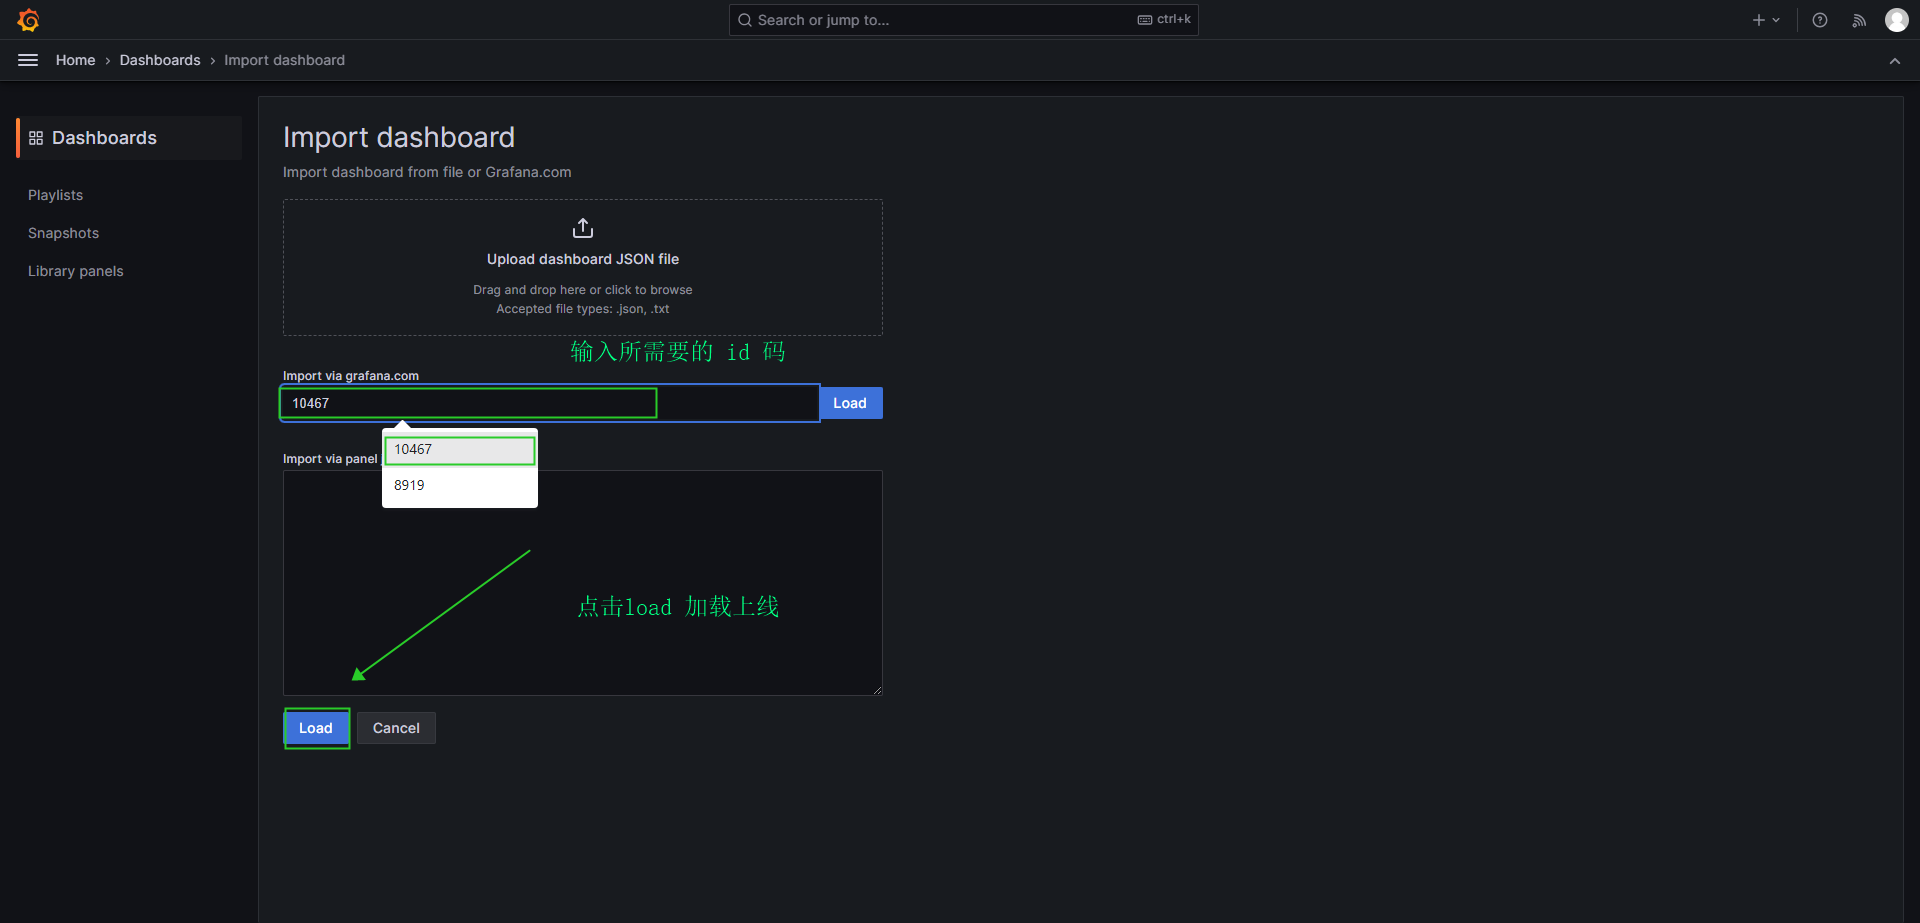 Search or jump to...
ctrl+k
Home › Dashboards › Import dashboard
Dashboards
Playlists
Snapshots
Library panels
Import dashboard
Import dashboard from file or Grafana.com
Upload dashboard JSON file
Drag and drop here or click to browse
Accepted file types: .json, .txt
输入所需要的 id 码
Import via grafana.com
10467
Load
10467
8919
Import via panel
点击load 加载上线
Load
Cancel